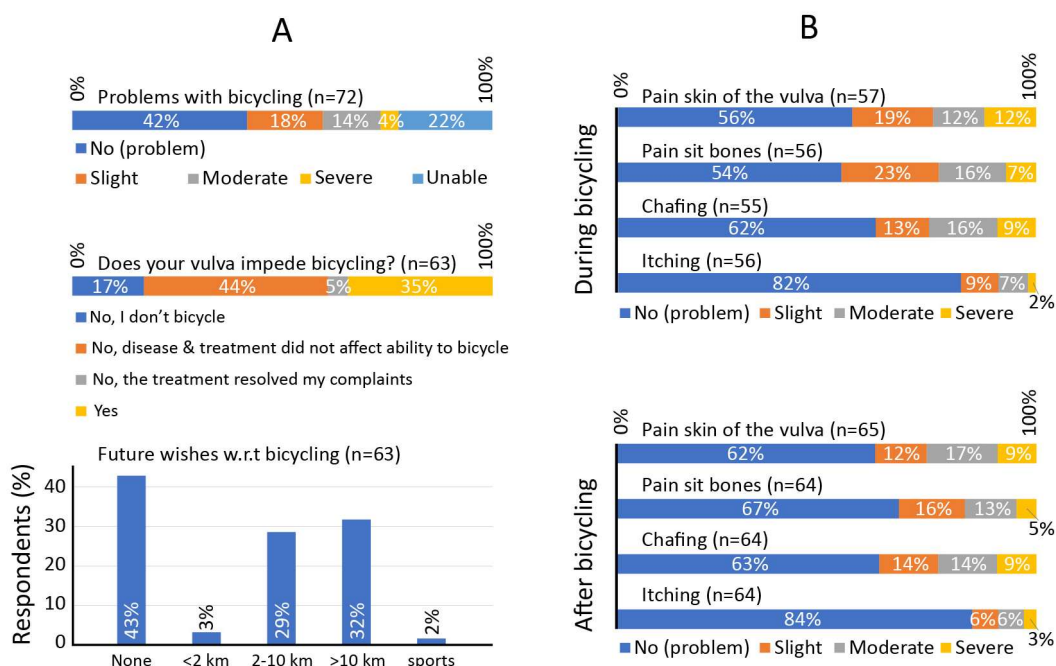 A
0%
100%
Problems with bicycling (n=72)
42% 18% 14% 4% 22%
No (problem)
Slight Moderate Severe Unable
0%
100%
Does your vulva impede bicycling? (n=63)
17% 44% 5% 35%
No, I don't bicycle
No, disease & treatment did not affect ability to bicycle
No, the treatment resolved my complaints
Yes
Future wishes w.r.t bicycling (n=63)
Respondents (%)
40
30
20
10
0
43% 3% 29% 32% 2%
None <2 km 2-10 km >10 km sports
B
During bicycling
0%
100%
Pain skin of the vulva (n=57)
56% 19% 12% 12%
Pain sit bones (n=56)
54% 23% 16% 7%
Chafing (n=55)
62% 13% 16% 9%
Itching (n=56)
82% 9% 7%
2%
No (problem) Slight Moderate Severe
After bicycling
0%
100%
Pain skin of the vulva (n=65)
62% 12% 17% 9%
Pain sit bones (n=64)
67% 16% 13%
5%
Chafing (n=64)
63% 14% 14% 9%
Itching (n=64)
84% 6% 6%
3%
No (problem) Slight Moderate Severe